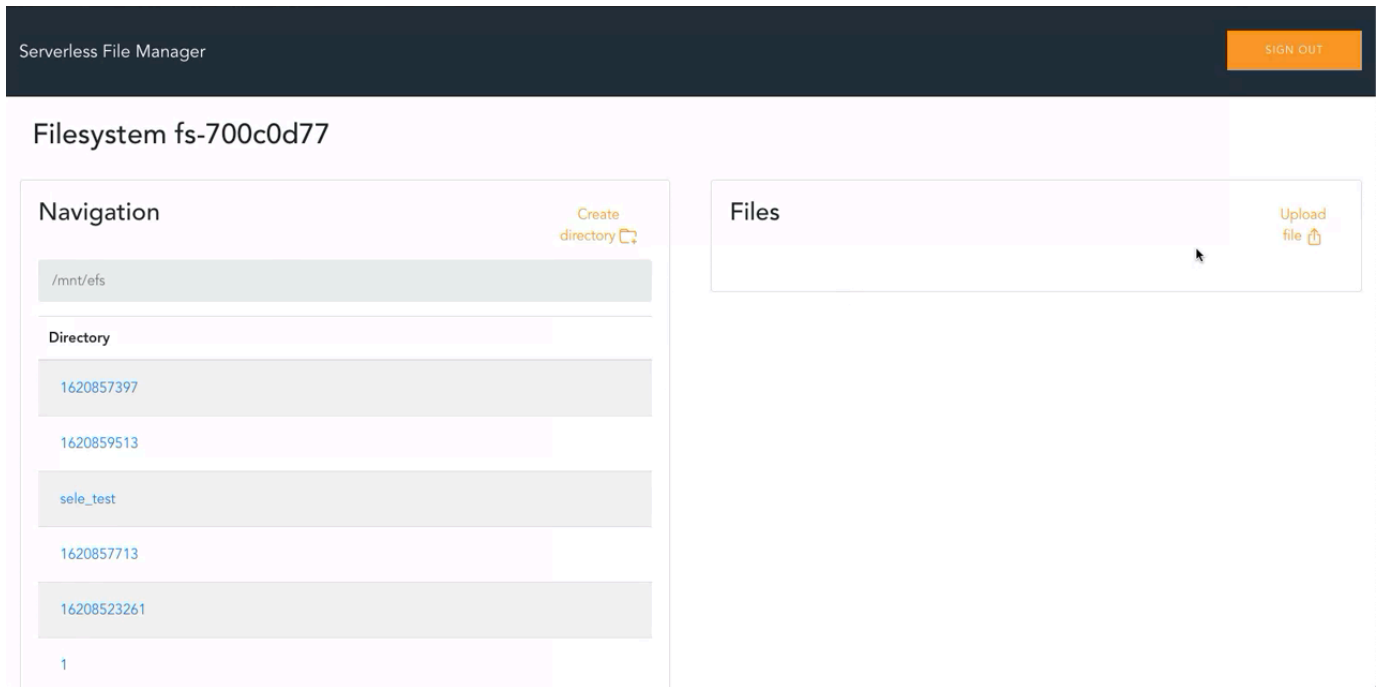 Serverless File Manager
SIGN OUT
Filesystem fs-700c0d77
Navigation
Create
directory
/mnt/efs
Directory
1620857397
1620859513
sele_test
1620857713
16208523261
1
Files
Upload
file